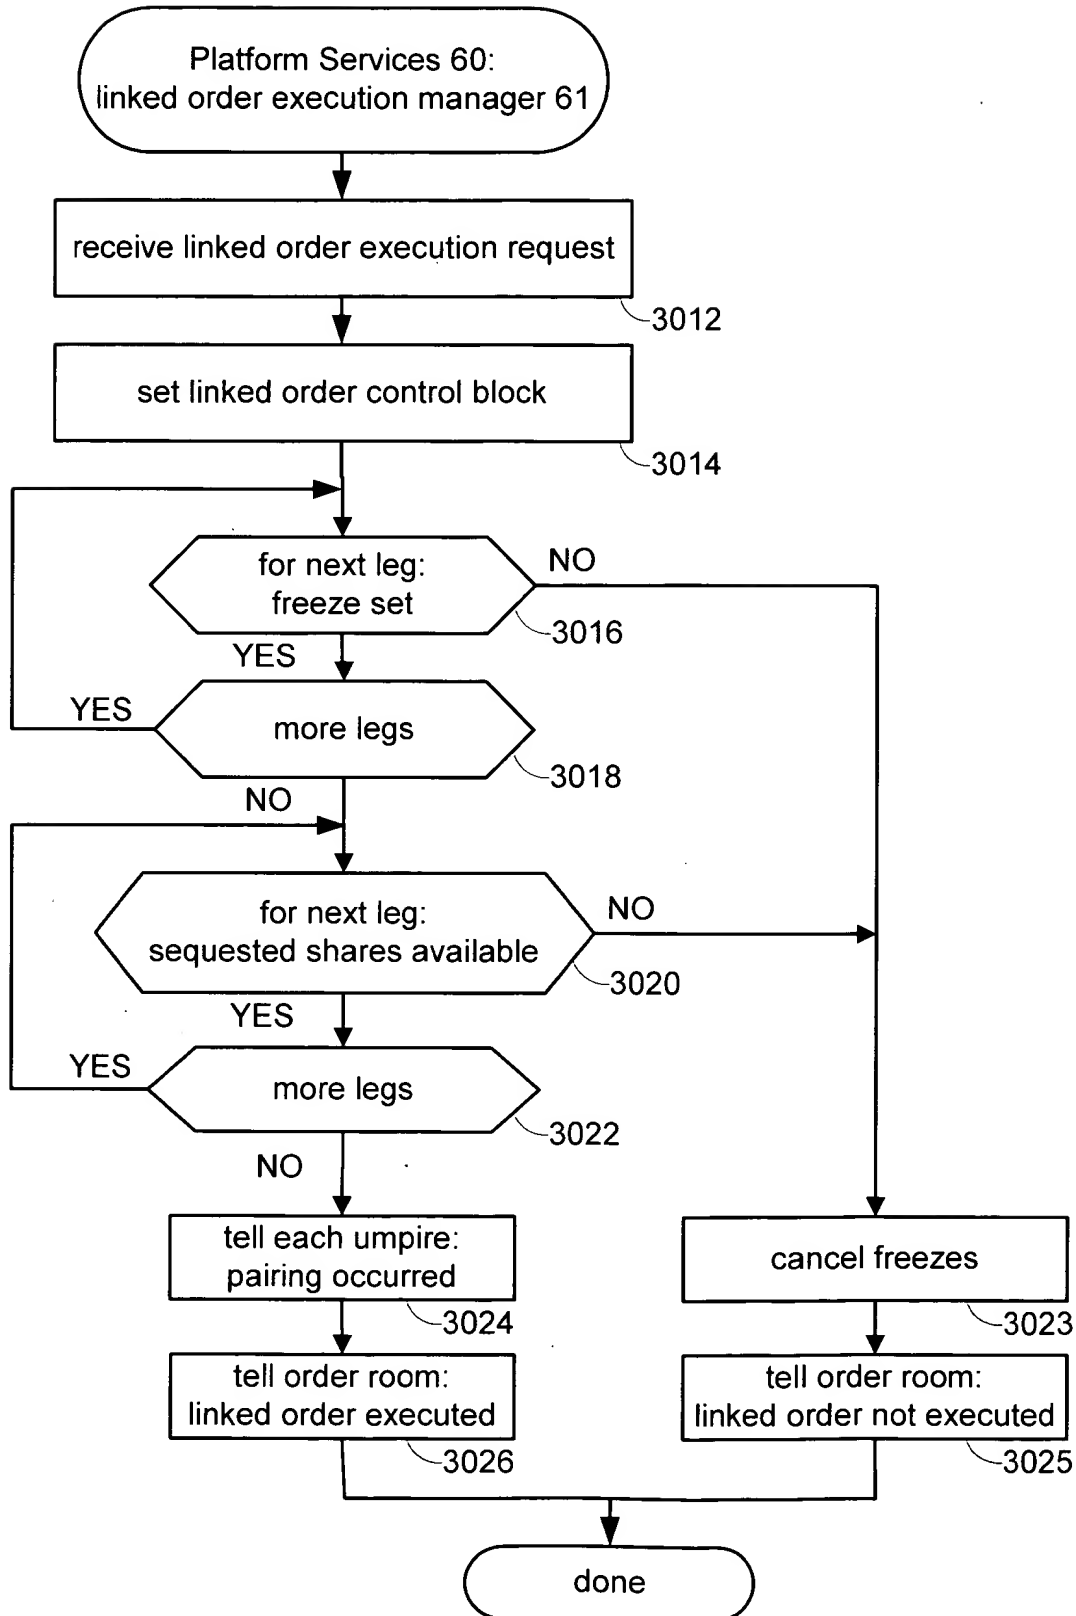 Platform Services 60:
linked order execution manager 61
receive linked order execution request
3012
set linked order control block
3014
for next leg:
freeze set
NO
3016
YES
more legs
YES
3018
NO
for next leg:
sequested shares available
NO
3020
YES
more legs
YES
3022
NO
tell each umpire:
pairing occurred
3024
cancel freezes
3023
tell order room:
linked order executed
3026
tell order room:
linked order not executed
3025
done